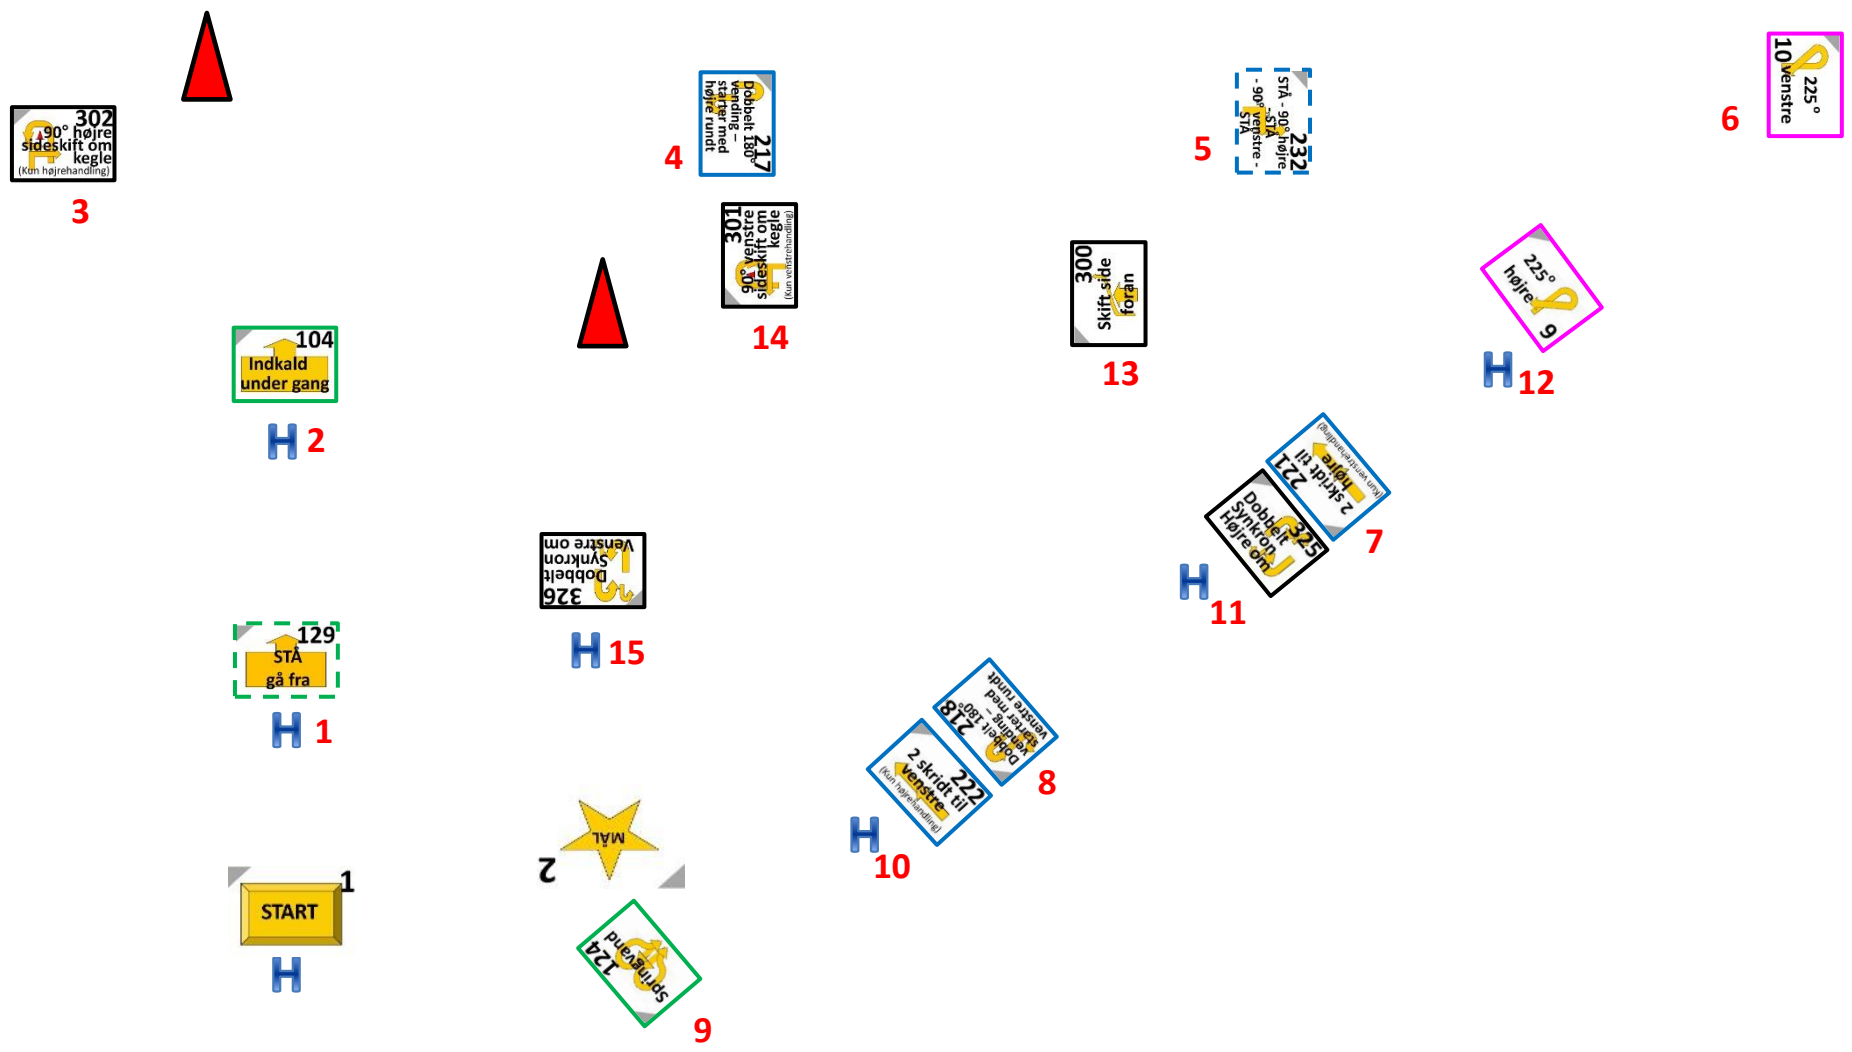 302
90° højre
sideskift om
kegle
(Kun højrehandling)
3
217
Dobbelt 180°
vending –
starter med
højre rundt
4
232
STÅ - 90° højre
- STÅ
- 90° venstre -
STÅ
5
10
225°
venstre
6
301
90° venstre
sideskift om
kegle
(Kun venstrehandling)
14
300
Skift side
foran
13
225°
højre
9
H 12
104
Indkald
under gang
H 2
221
2 skridt til
højre
(Kun venstrehandling)
7
325
Dobbelt
Synkron
Højre om
H 11
326
Dobbelt
Synkron
Venstre om
H 15
129
STÅ
gå fra
H 1
218
Dobbelt 180°
vending –
starter med
venstre rundt
8
222
2 skridt til
venstre
(Kun højrehandling)
H 10
MÅL
2
1
START
H
124
Springvand
9